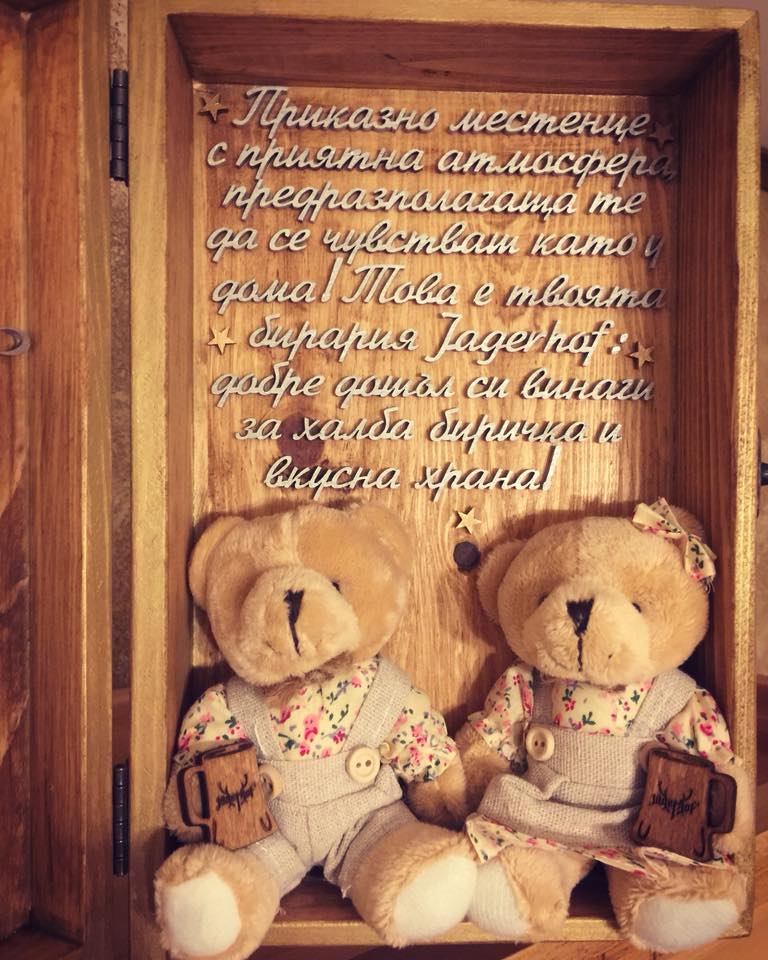 Приказно местенце
с приятна атмосфера,
предразполагаща те
да се чувстваш като у
дома! Това е твоята
бирария Jagerhof:
добре дошъл си винаги
за халба биричка и
вкусна храна!